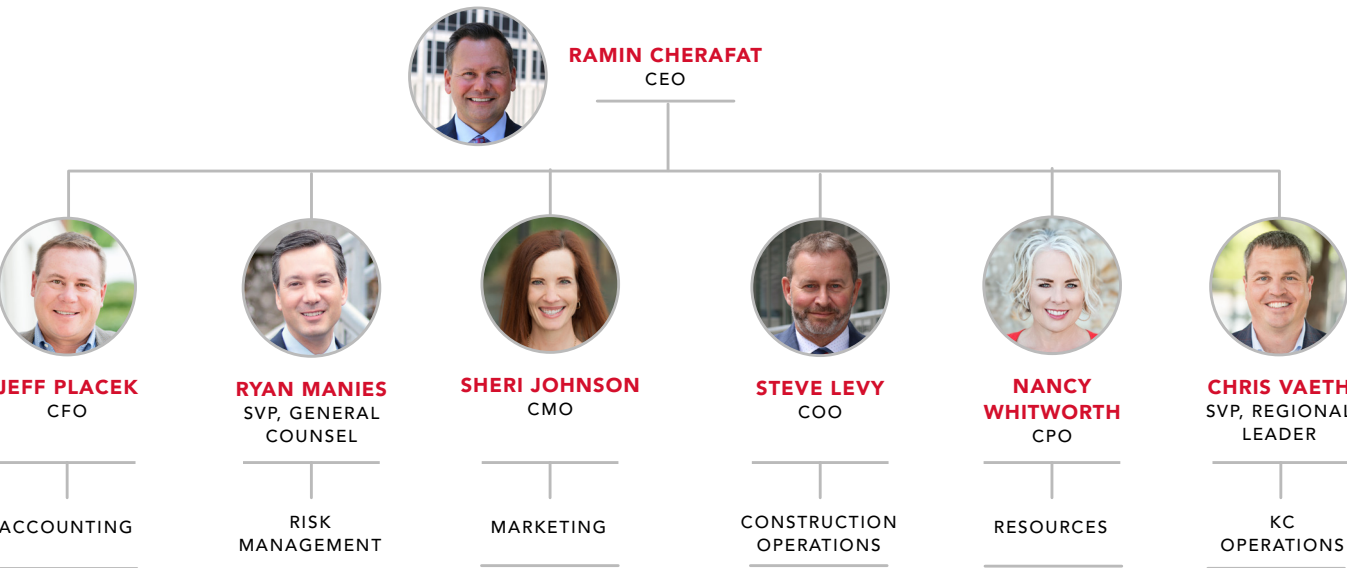 RAMIN CHERAFAT
CEO
JEFF PLACEK
CFO
RYAN MANIES
SVP, GENERAL
COUNSEL
SHERI JOHNSON
CMO
STEVE LEVY
COO
NANCY
WHITWORTH
CPO
CHRIS VAETH
SVP, REGIONAL
LEADER
ACCOUNTING
RISK
MANAGEMENT
MARKETING
CONSTRUCTION
OPERATIONS
RESOURCES
KC
OPERATIONS